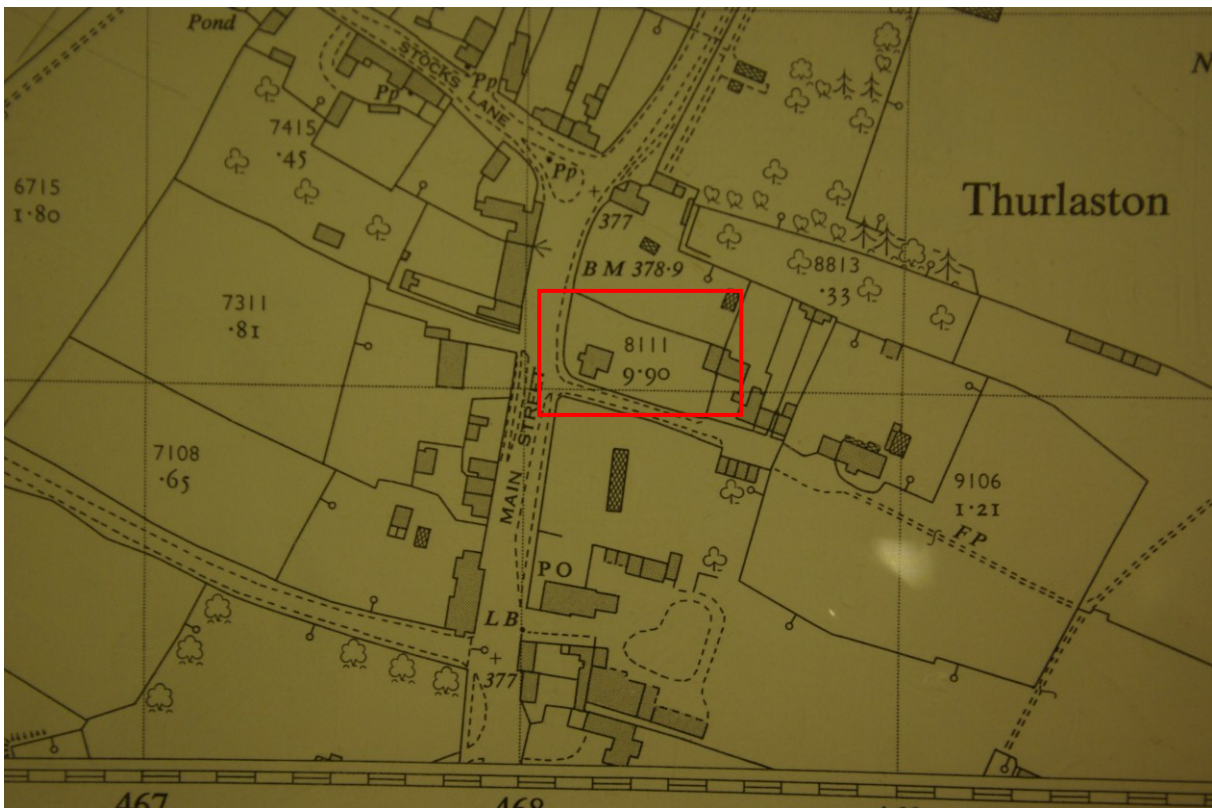 Pond
STOCKS LANE
Pp
Pp
7415
·45
Pp
6715
1·80
Thurlaston
N
377
BM 378·9
8813
·33
7311
·81
8111
9·90
MAIN STREET
7108
·65
9106
1·21
FP
PO
LB
377
467
468